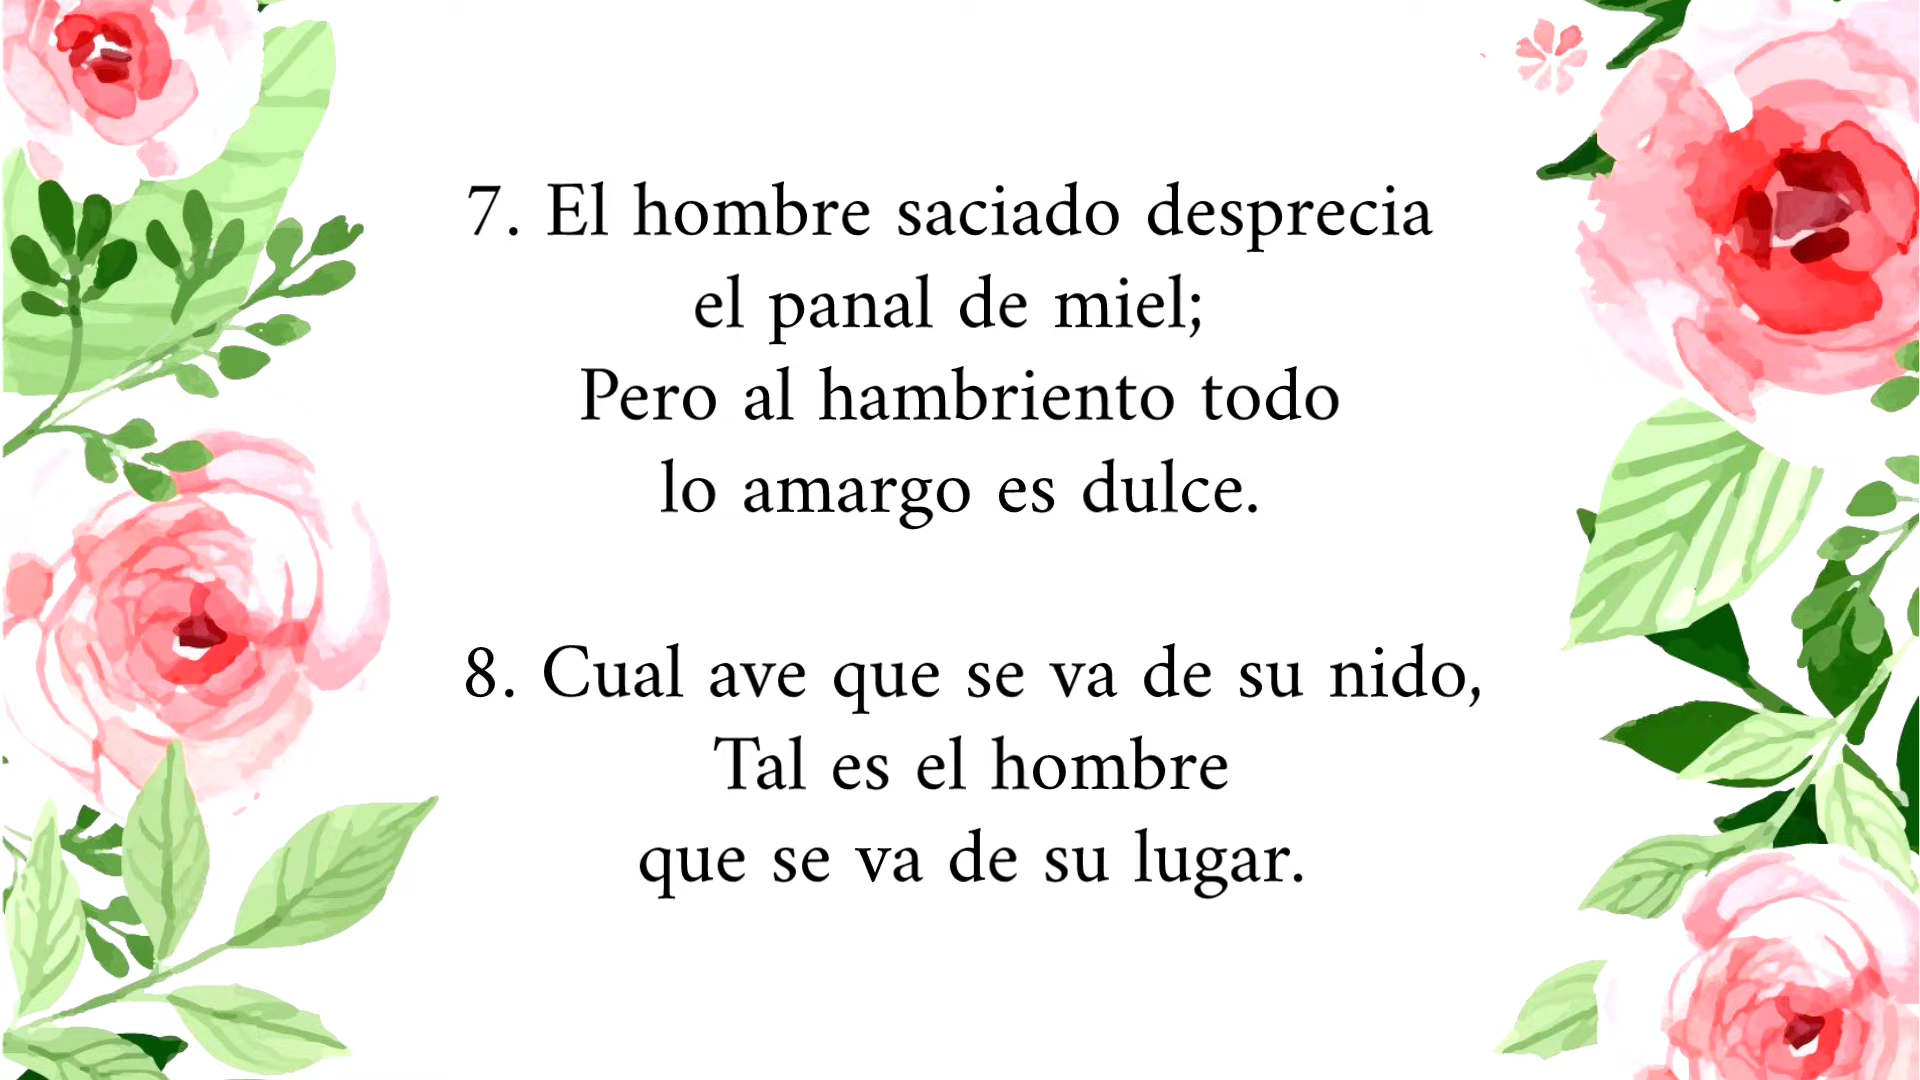 7. El hombre saciado desprecia
el panal de miel;
Pero al hambriento todo
lo amargo es dulce.
8. Cual ave que se va de su nido,
Tal es el hombre
que se va de su lugar.